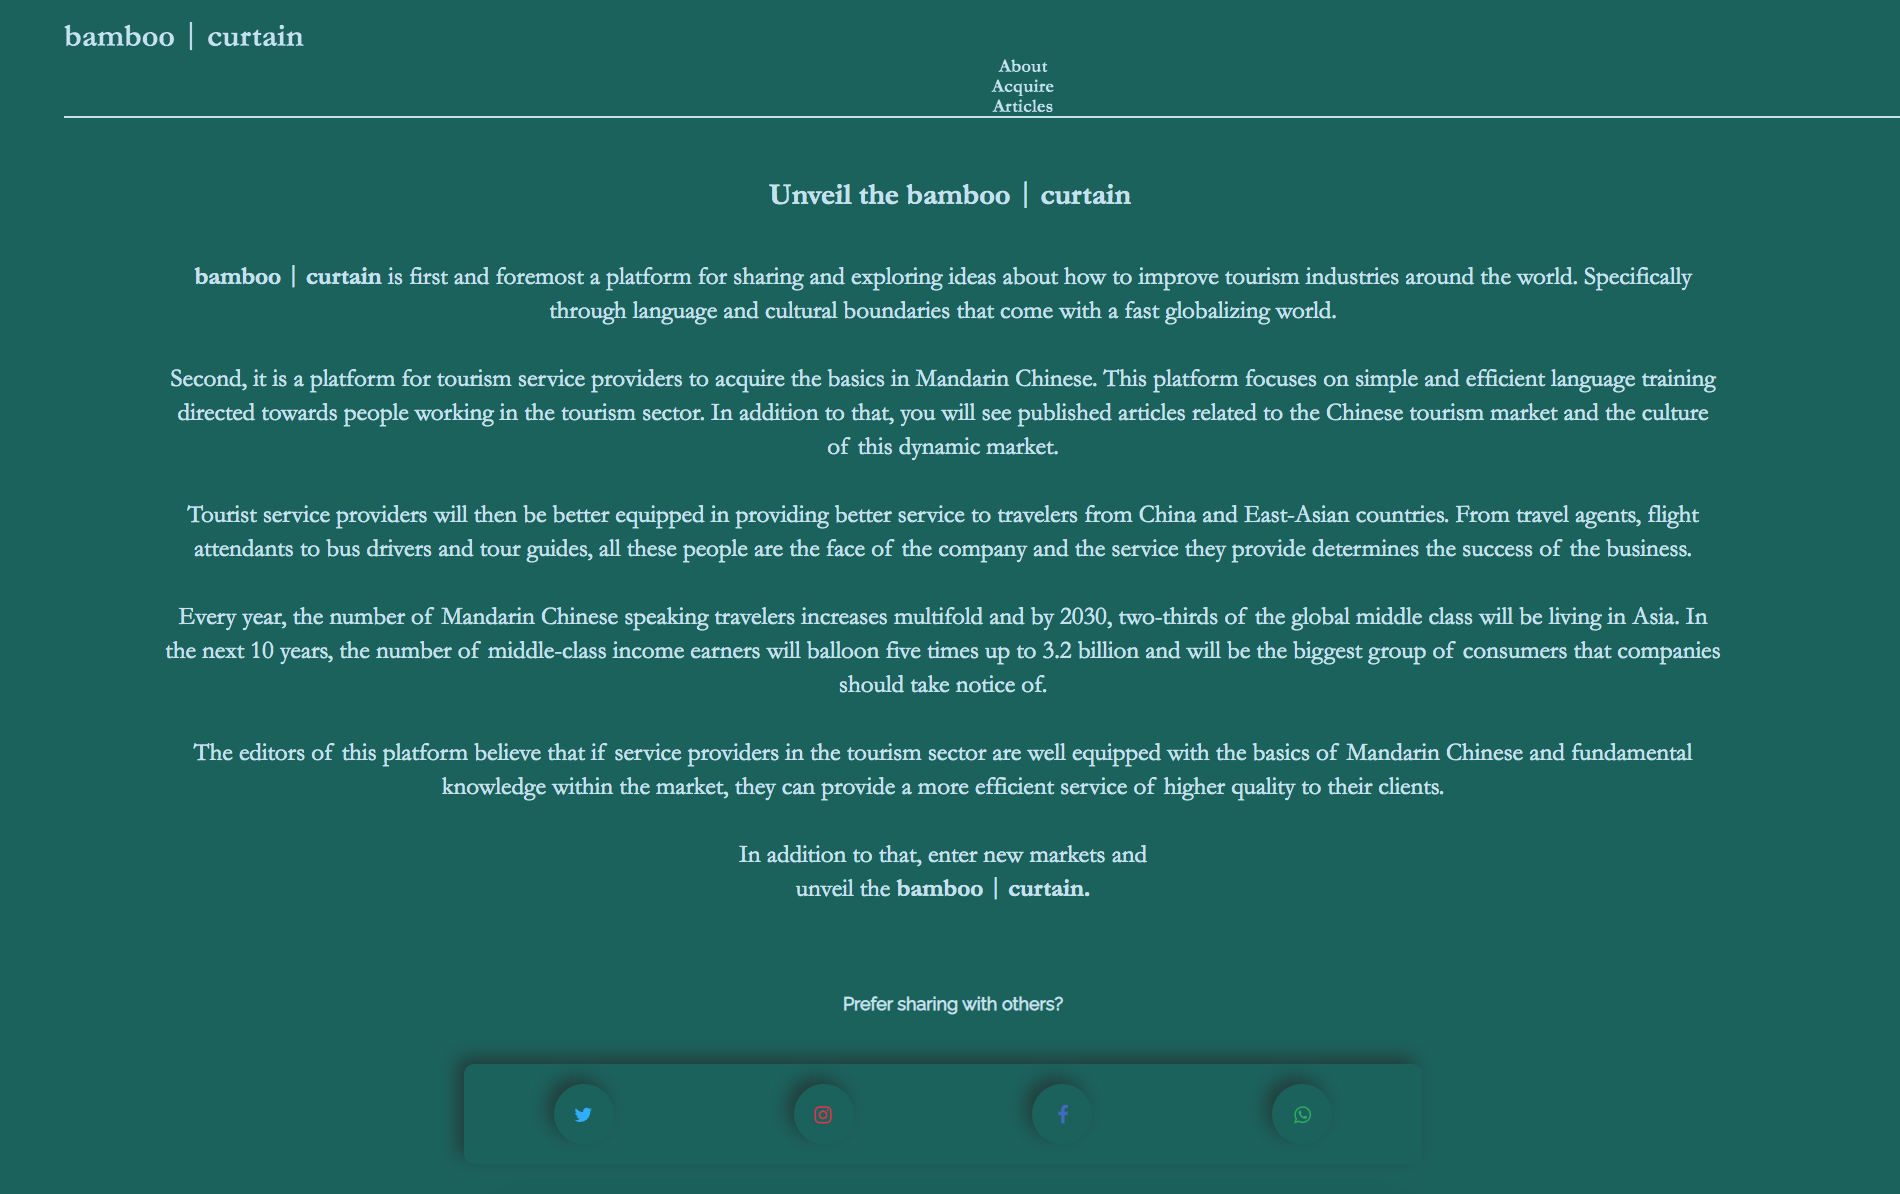 bamboo | curtain
About
Acquire
Articles
Unveil the bamboo | curtain
bamboo | curtain is first and foremost a platform for sharing and exploring ideas about how to improve tourism industries around the world. Specifically
through language and cultural boundaries that come with a fast globalizing world.
Second, it is a platform for tourism service providers to acquire the basics in Mandarin Chinese. This platform focuses on simple and efficient language training
directed towards people working in the tourism sector. In addition to that, you will see published articles related to the Chinese tourism market and the culture
of this dynamic market.
Tourist service providers will then be better equipped in providing better service to travelers from China and East-Asian countries. From travel agents, flight
attendants to bus drivers and tour guides, all these people are the face of the company and the service they provide determines the success of the business.
Every year, the number of Mandarin Chinese speaking travelers increases multifold and by 2030, two-thirds of the global middle class will be living in Asia. In
the next 10 years, the number of middle-class income earners will balloon five times up to 3.2 billion and will be the biggest group of consumers that companies
should take notice of.
The editors of this platform believe that if service providers in the tourism sector are well equipped with the basics of Mandarin Chinese and fundamental
knowledge within the market, they can provide a more efficient service of higher quality to their clients.
In addition to that, enter new markets and
unveil the bamboo | curtain.
Prefer sharing with others?